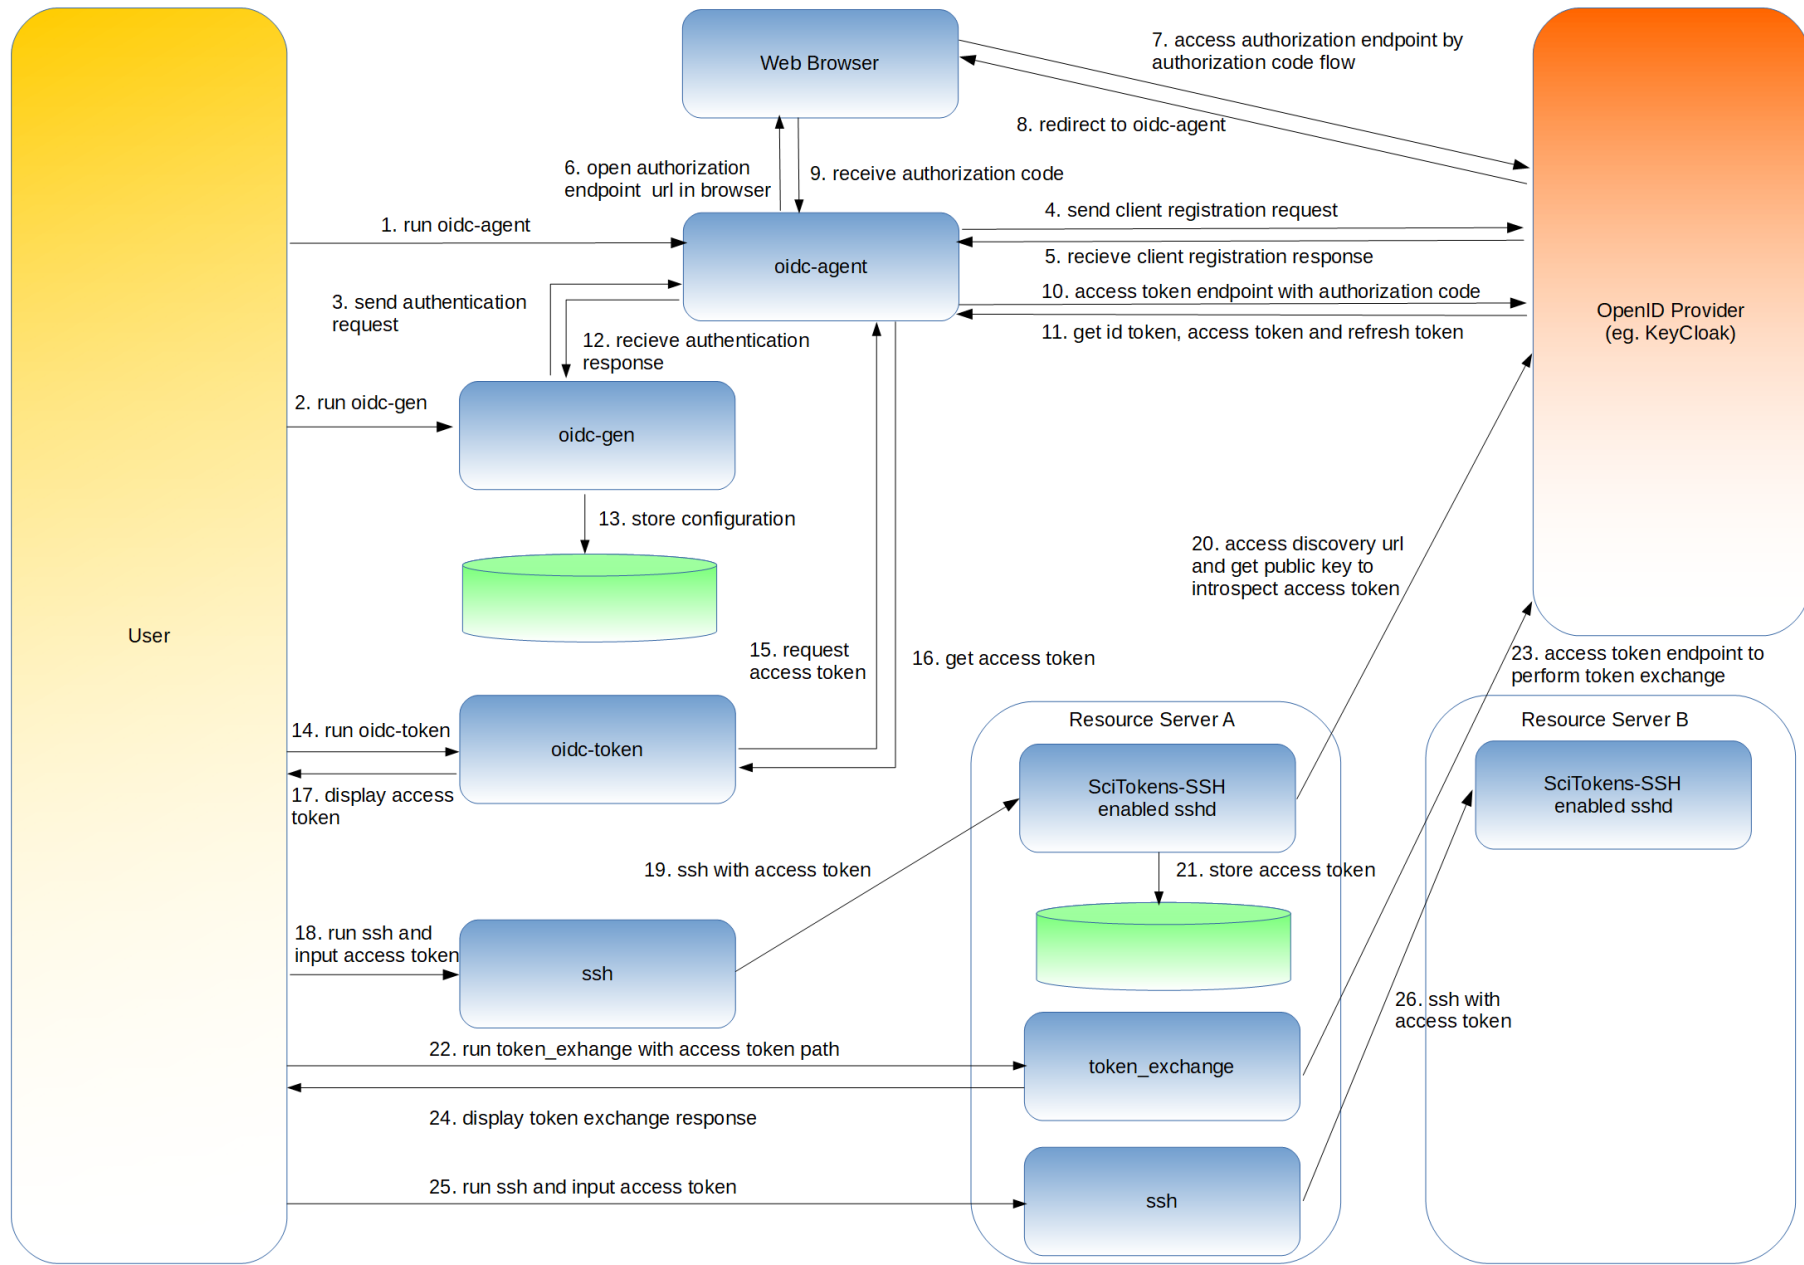 Web Browser
7. access authorization endpoint by
authorization code flow
8. redirect to oidc-agent
6. open authorization
endpoint  url in browser
9. receive authorization code
1. run oidc-agent
4. send client registration request
oidc-agent
5. recieve client registration response
3. send authentication
request
10. access token endpoint with authorization code
OpenID Provider
(eg. KeyCloak)
11. get id token, access token and refresh token
12. recieve authentication
response
2. run oidc-gen
oidc-gen
13. store configuration
20. access discovery url
and get public key to
introspect access token
User
15. request
access token
16. get access token
23. access token endpoint to
perform token exchange
14. run oidc-token
oidc-token
Resource Server A
Resource Server B
SciTokens-SSH
enabled sshd
SciTokens-SSH
enabled sshd
17. display access
token
19. ssh with access token
21. store access token
18. run ssh and
input access token
ssh
26. ssh with
access token
22. run token_exhange with access token path
token_exchange
24. display token exchange response
25. run ssh and input access token
ssh